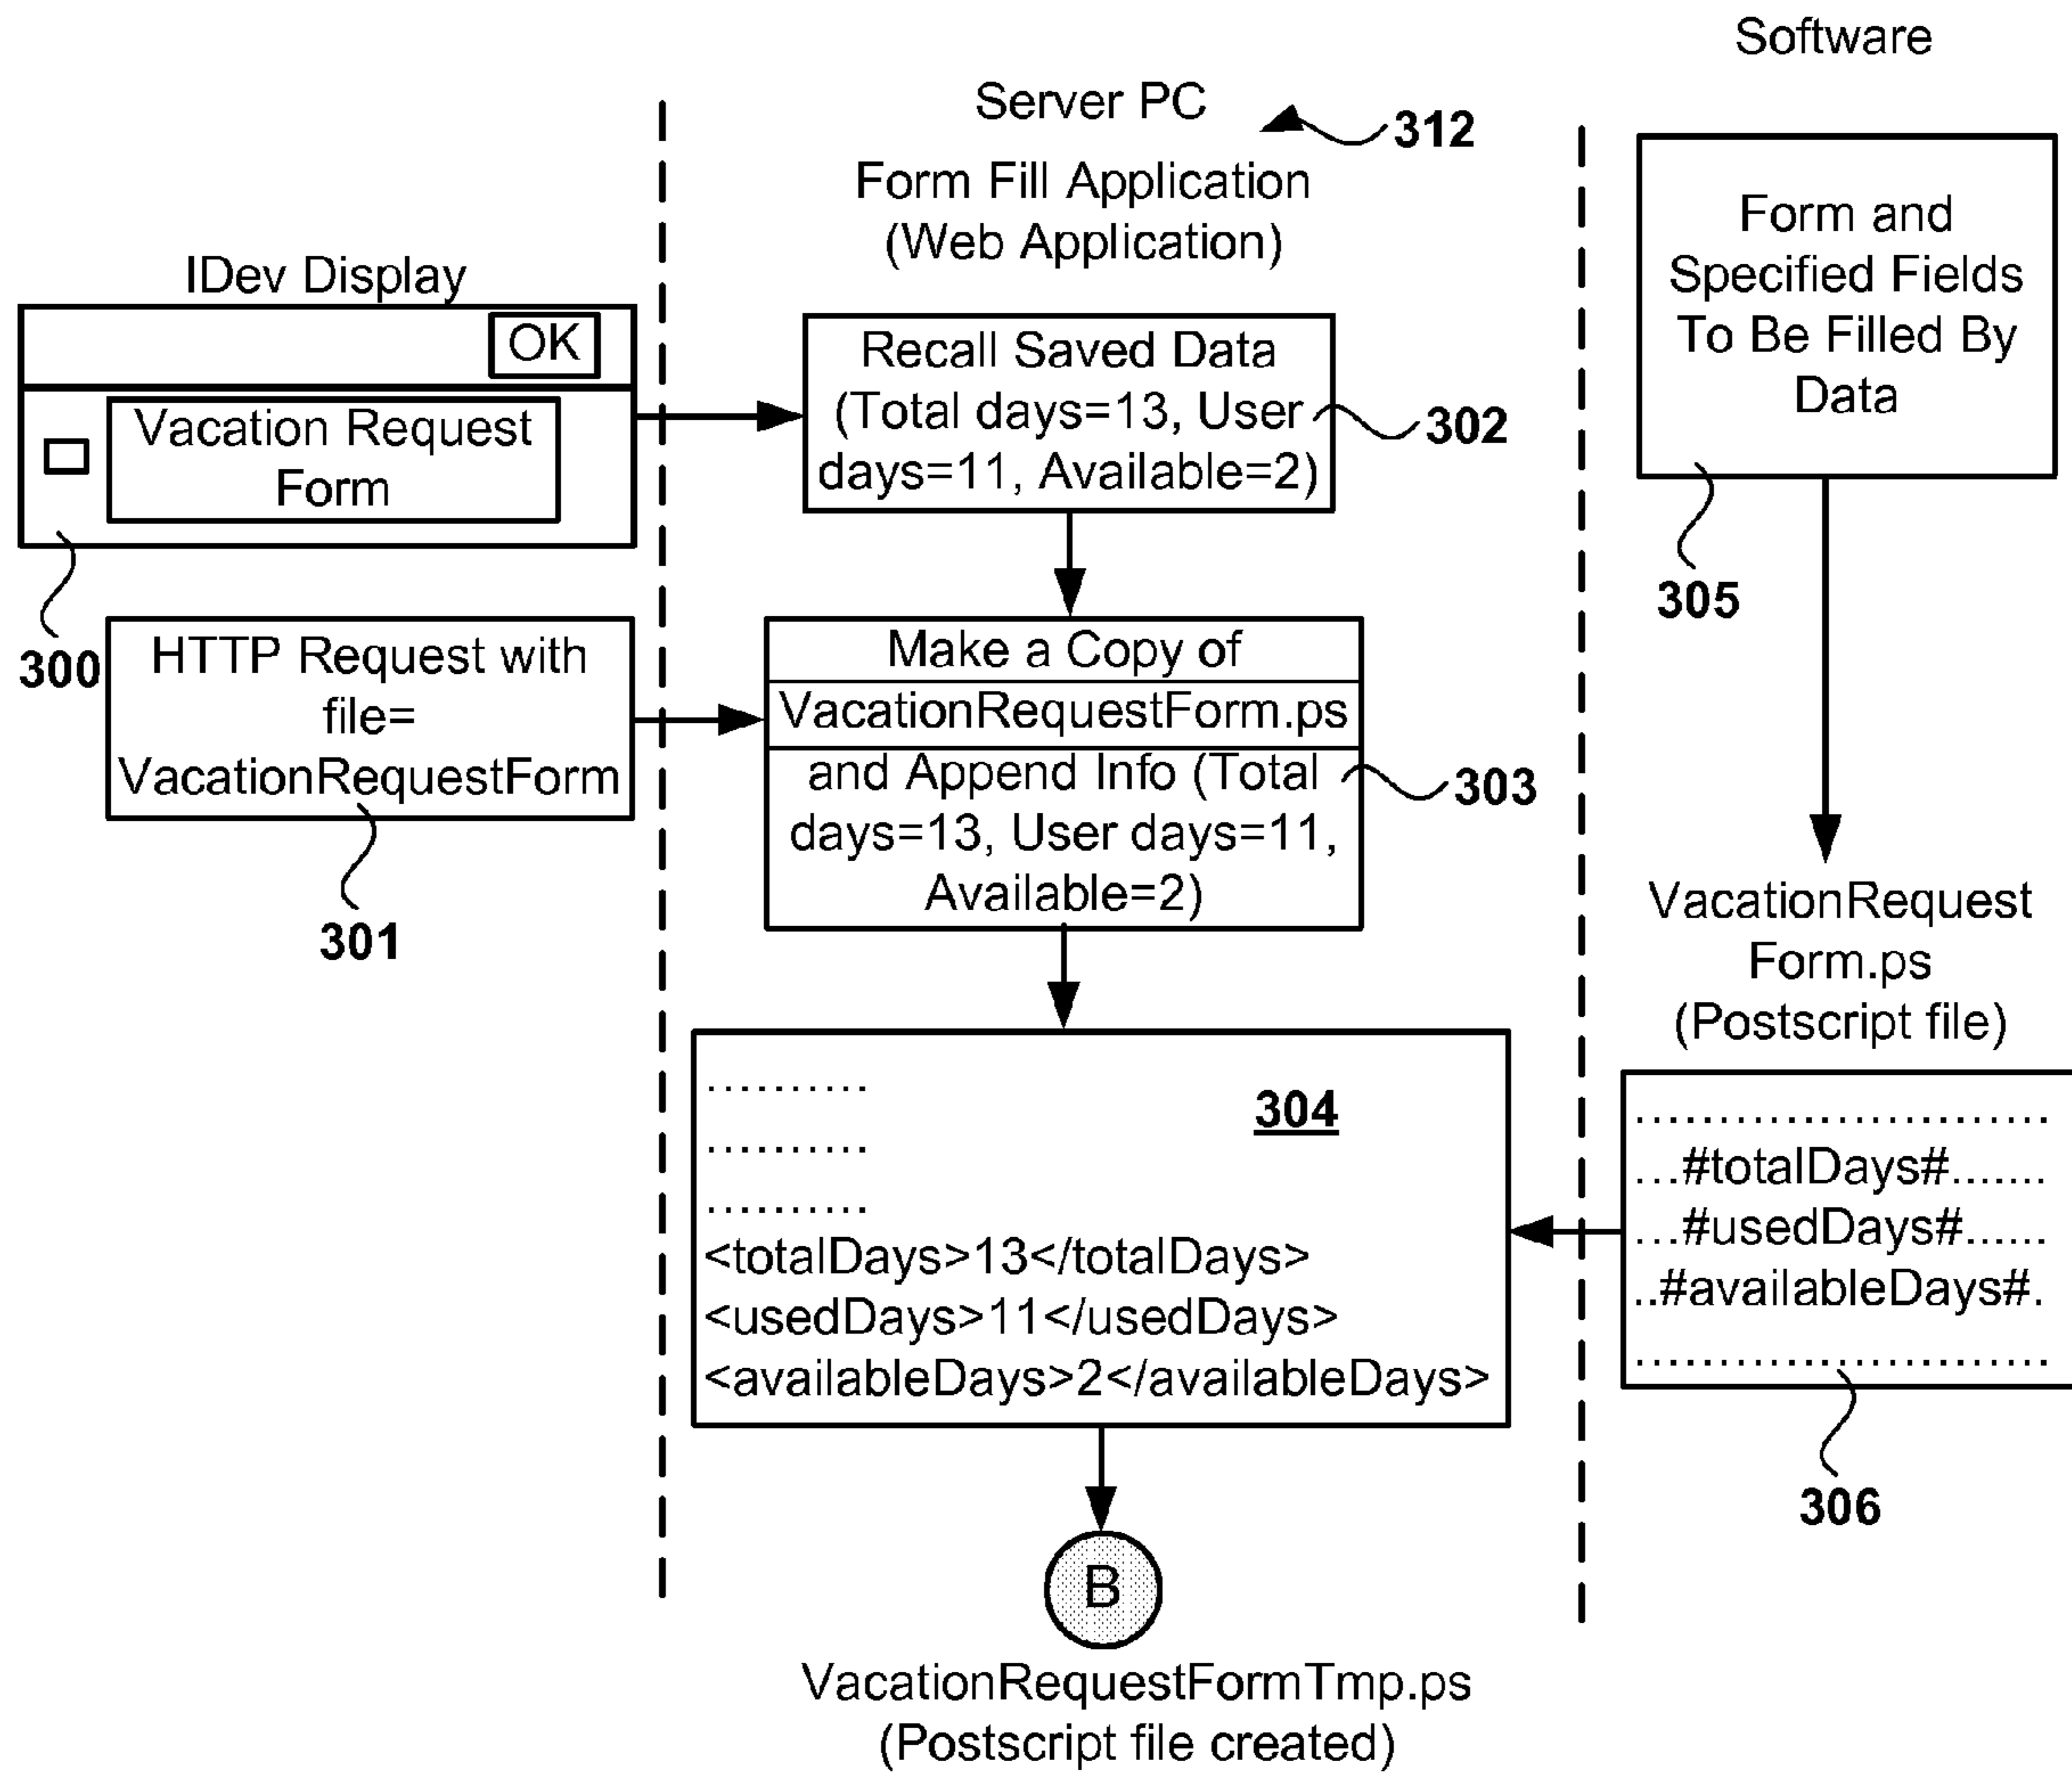 Software
Server PC
312
Form Fill Application
(Web Application)
IDev Display
OK
Vacation Request
Form
300
HTTP Request with
file=
VacationRequestForm
301
Recall Saved Data
(Total days=13, User
days=11, Available=2)
302
Make a Copy of
VacationRequestForm.ps
and Append Info (Total
days=13, User days=11,
Available=2)
303
..........
304
..........
..........
<totalDays>13</totalDays>
<usedDays>11</usedDays>
<availableDays>2</availableDays>
B
VacationRequestFormTmp.ps
(Postscript file created)
Form and
Specified Fields
To Be Filled By
Data
305
VacationRequest
Form.ps
(Postscript file)
..........................
...#totalDays#.......
...#usedDays#......
..#availableDays#.
..........................
306